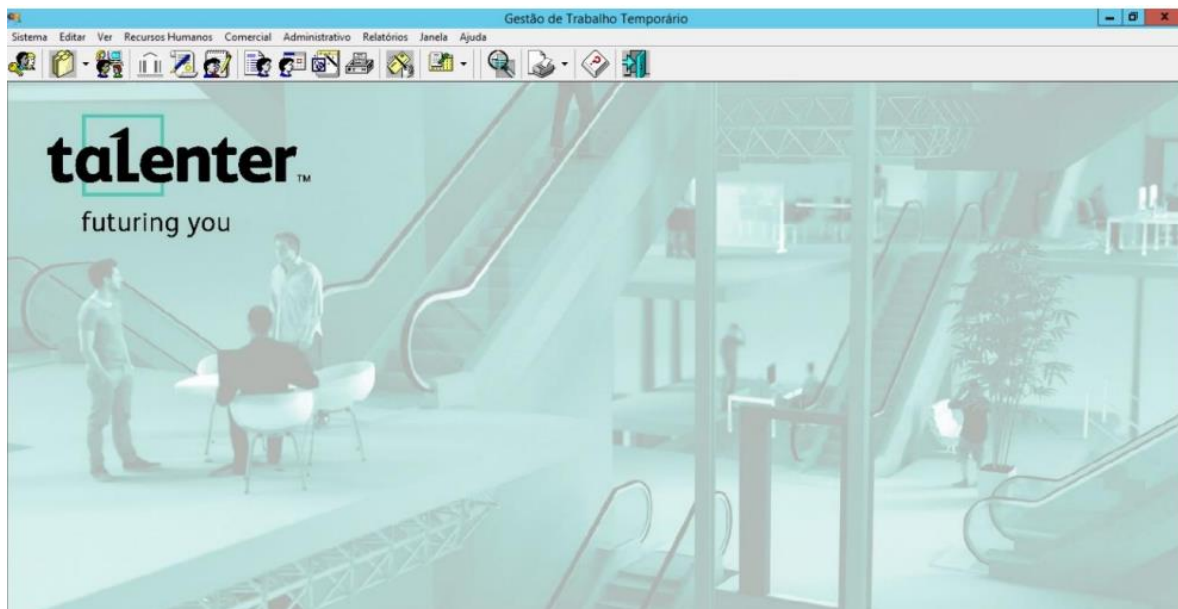 Gestão de Trabalho Temporário
Sistema Editar Ver Recursos Humanos Comercial Administrativo Relatórios Janela Ajuda
talenter™
futuring you